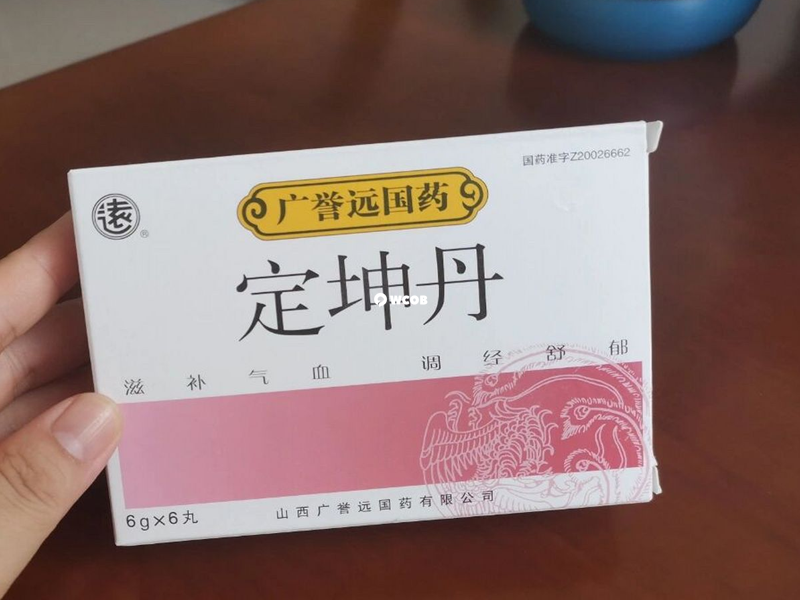 国药准字Z20026662
远
®
广誉远国药
定坤丹
WCOB
滋补气血 调经舒郁
6g×6丸
山西广誉远国药有限公司